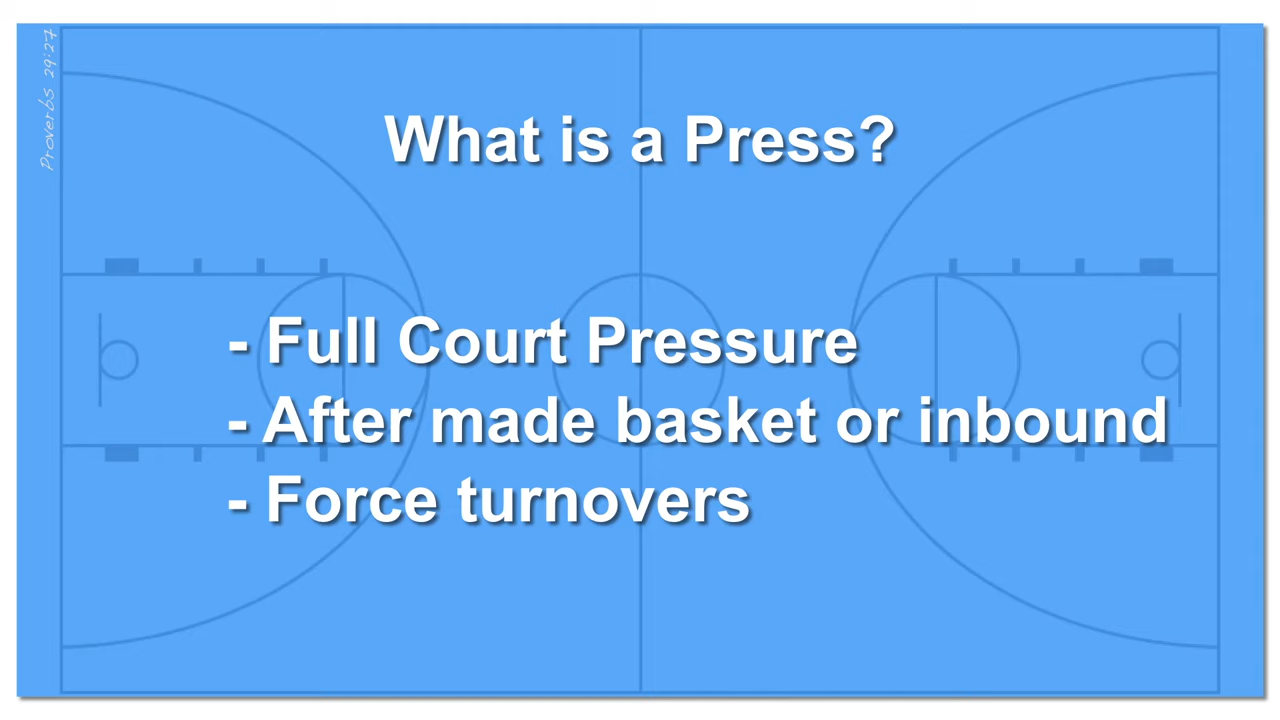 Proverbs 29:27
What is a Press?
- Full Court Pressure
- After made basket or inbound
- Force turnovers